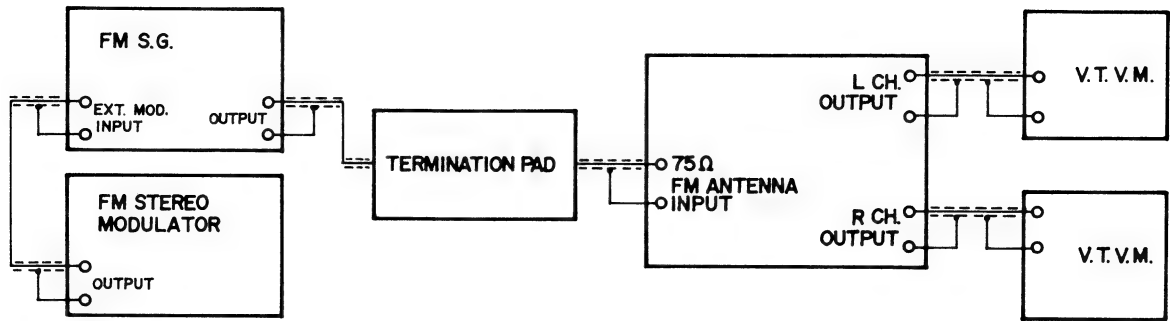 FM S.G.
EXT. MOD.
INPUT
OUTPUT
FM STEREO
MODULATOR
OUTPUT
TERMINATION PAD
75Ω
FM ANTENNA
INPUT
L CH.
OUTPUT
R CH.
OUTPUT
V.T.V.M.
V.T.V.M.